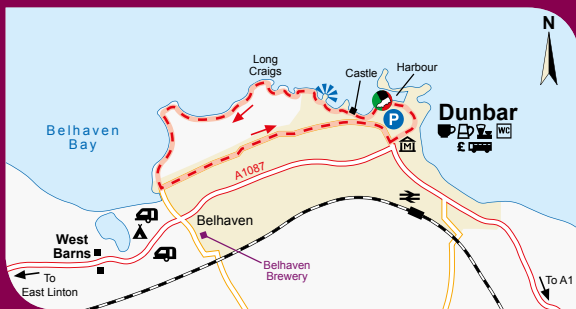 N
Long
Craigs
Castle
Harbour
P
Dunbar
WC
£
Belhaven
Bay
A1087
Belhaven
West
Barns
Belhaven
Brewery
To
East Linton
To A1